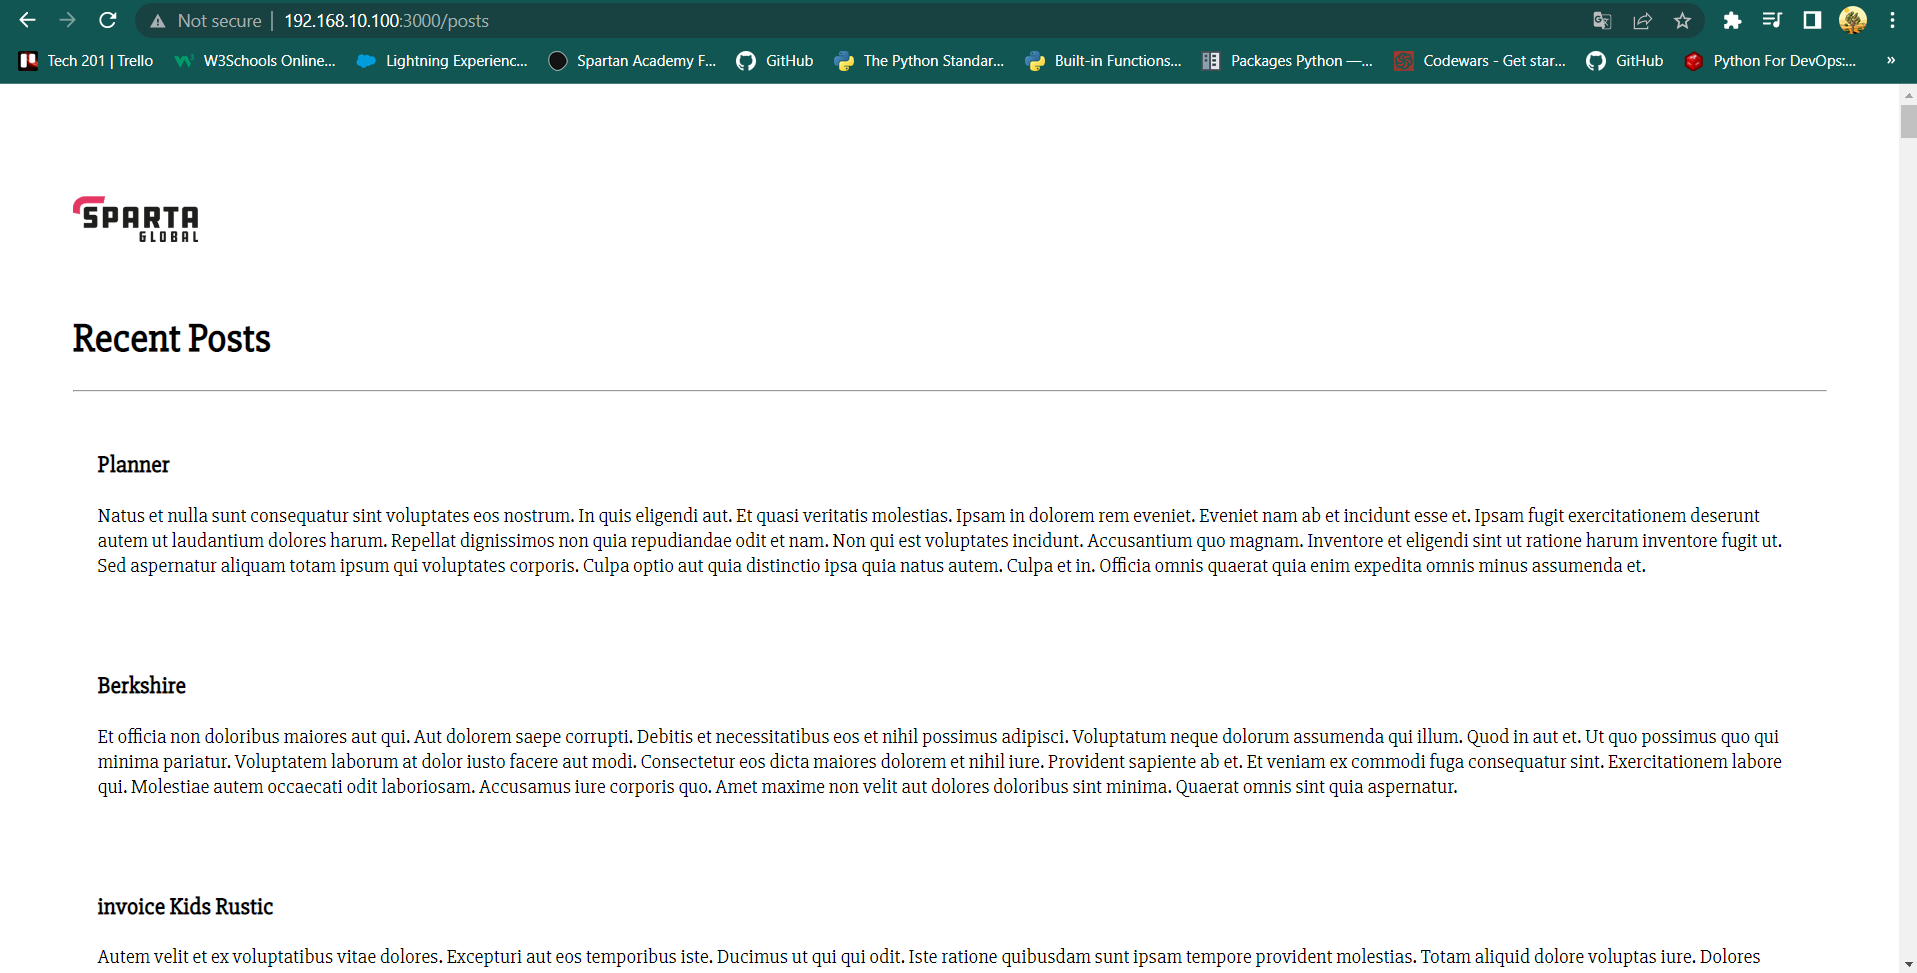 Not secure | 192.168.10.100:3000/posts
Tech 201 | Trello W3Schools Online... Lightning Experienc... Spartan Academy F... GitHub The Python Standar... Built-in Functions... Packages Python —... Codewars - Get star... GitHub Python For DevOps:... »
SPARTA
GLOBAL
Recent Posts
Planner
Natus et nulla sunt consequatur sint voluptates eos nostrum. In quis eligendi aut. Et quasi veritatis molestias. Ipsam in dolorem rem eveniet. Eveniet nam ab et incidunt esse et. Ipsam fugit exercitationem deserunt
autem ut laudantium dolores harum. Repellat dignissimos non quia repudiandae odit et nam. Non qui est voluptates incidunt. Accusantium quo magnam. Inventore et eligendi sint ut ratione harum inventore fugit ut.
Sed aspernatur aliquam totam ipsum qui voluptates corporis. Culpa optio aut quia distinctio ipsa quia natus autem. Culpa et in. Officia omnis quaerat quia enim expedita omnis minus assumenda et.
Berkshire
Et officia non doloribus maiores aut qui. Aut dolorem saepe corrupti. Debitis et necessitatibus eos et nihil possimus adipisci. Voluptatum neque dolorum assumenda qui illum. Quod in aut et. Ut quo possimus quo qui
minima pariatur. Voluptatem laborum at dolor iusto facere aut modi. Consectetur eos dicta maiores dolorem et nihil iure. Provident sapiente ab et. Et veniam ex commodi fuga consequatur sint. Exercitationem labore
qui. Molestiae autem occaecati odit laboriosam. Accusamus iure corporis quo. Amet maxime non velit aut dolores doloribus sint minima. Quaerat omnis sint quia aspernatur.
invoice Kids Rustic
Autem velit et ex voluptatibus vitae dolores. Excepturi aut eos temporibus iste. Ducimus ut qui qui odit. Iste ratione quibusdam sunt ipsam tempore provident molestias. Totam aliquid dolore voluptas iure. Dolores